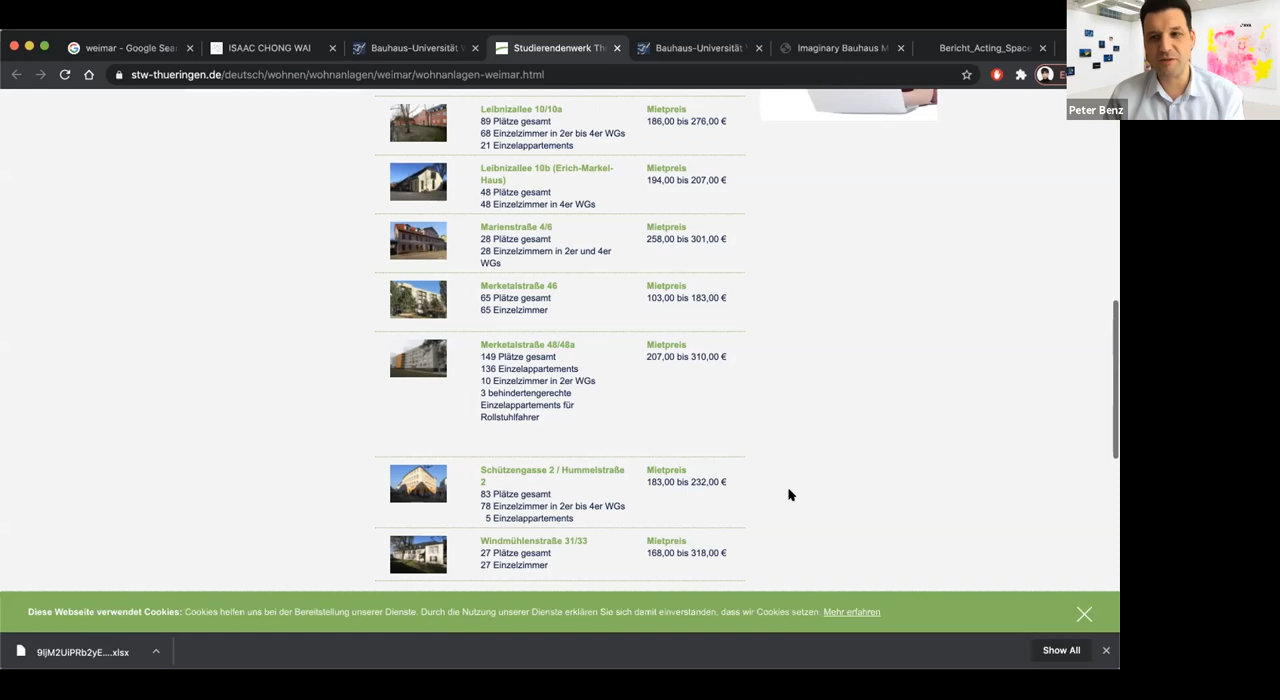 weimar - Google Sea
ISAAC CHONG WAI
Bauhaus-Universität
Studierendenwerk Th
Bauhaus-Universität
Imaginary Bauhaus M
Bericht_Acting_Space
stw-thueringen.de/deutsch/wohnen/wohnanlagen/weimar/wohnanlagen-weimar.html
Peter Benz
Leibnizallee 10/10a
89 Plätze gesamt
68 Einzelzimmer in 2er bis 4er WGs
21 Einzelappartements
Mietpreis
186,00 bis 276,00 €
Leibnizallee 10b (Erich-Markel-
Haus)
48 Plätze gesamt
48 Einzelzimmer in 4er WGs
Mietpreis
194,00 bis 207,00 €
Marienstraße 4/6
28 Plätze gesamt
28 Einzelzimmern in 2er und 4er
WGs
Mietpreis
258,00 bis 301,00 €
Merketalstraße 46
65 Plätze gesamt
65 Einzelzimmer
Mietpreis
103,00 bis 183,00 €
Merketalstraße 48/48a
149 Plätze gesamt
136 Einzelappartements
10 Einzelzimmer in 2er WGs
3 behindertengerechte
Einzelappartements für
Rollstuhlfahrer
Mietpreis
207,00 bis 310,00 €
Schützengasse 2 / Hummelstraße
2
83 Plätze gesamt
78 Einzelzimmer in 2er bis 4er WGs
5 Einzelappartements
Mietpreis
183,00 bis 232,00 €
Windmühlenstraße 31/33
27 Plätze gesamt
27 Einzelzimmer
Mietpreis
168,00 bis 318,00 €
Diese Webseite verwendet Cookies: Cookies helfen uns bei der Bereitstellung unserer Dienste. Durch die Nutzung unserer Dienste erklären Sie sich damit einverstanden, dass wir Cookies setzen. Mehr erfahren
9ljM2UiPRb2yE....xlsx
Show All